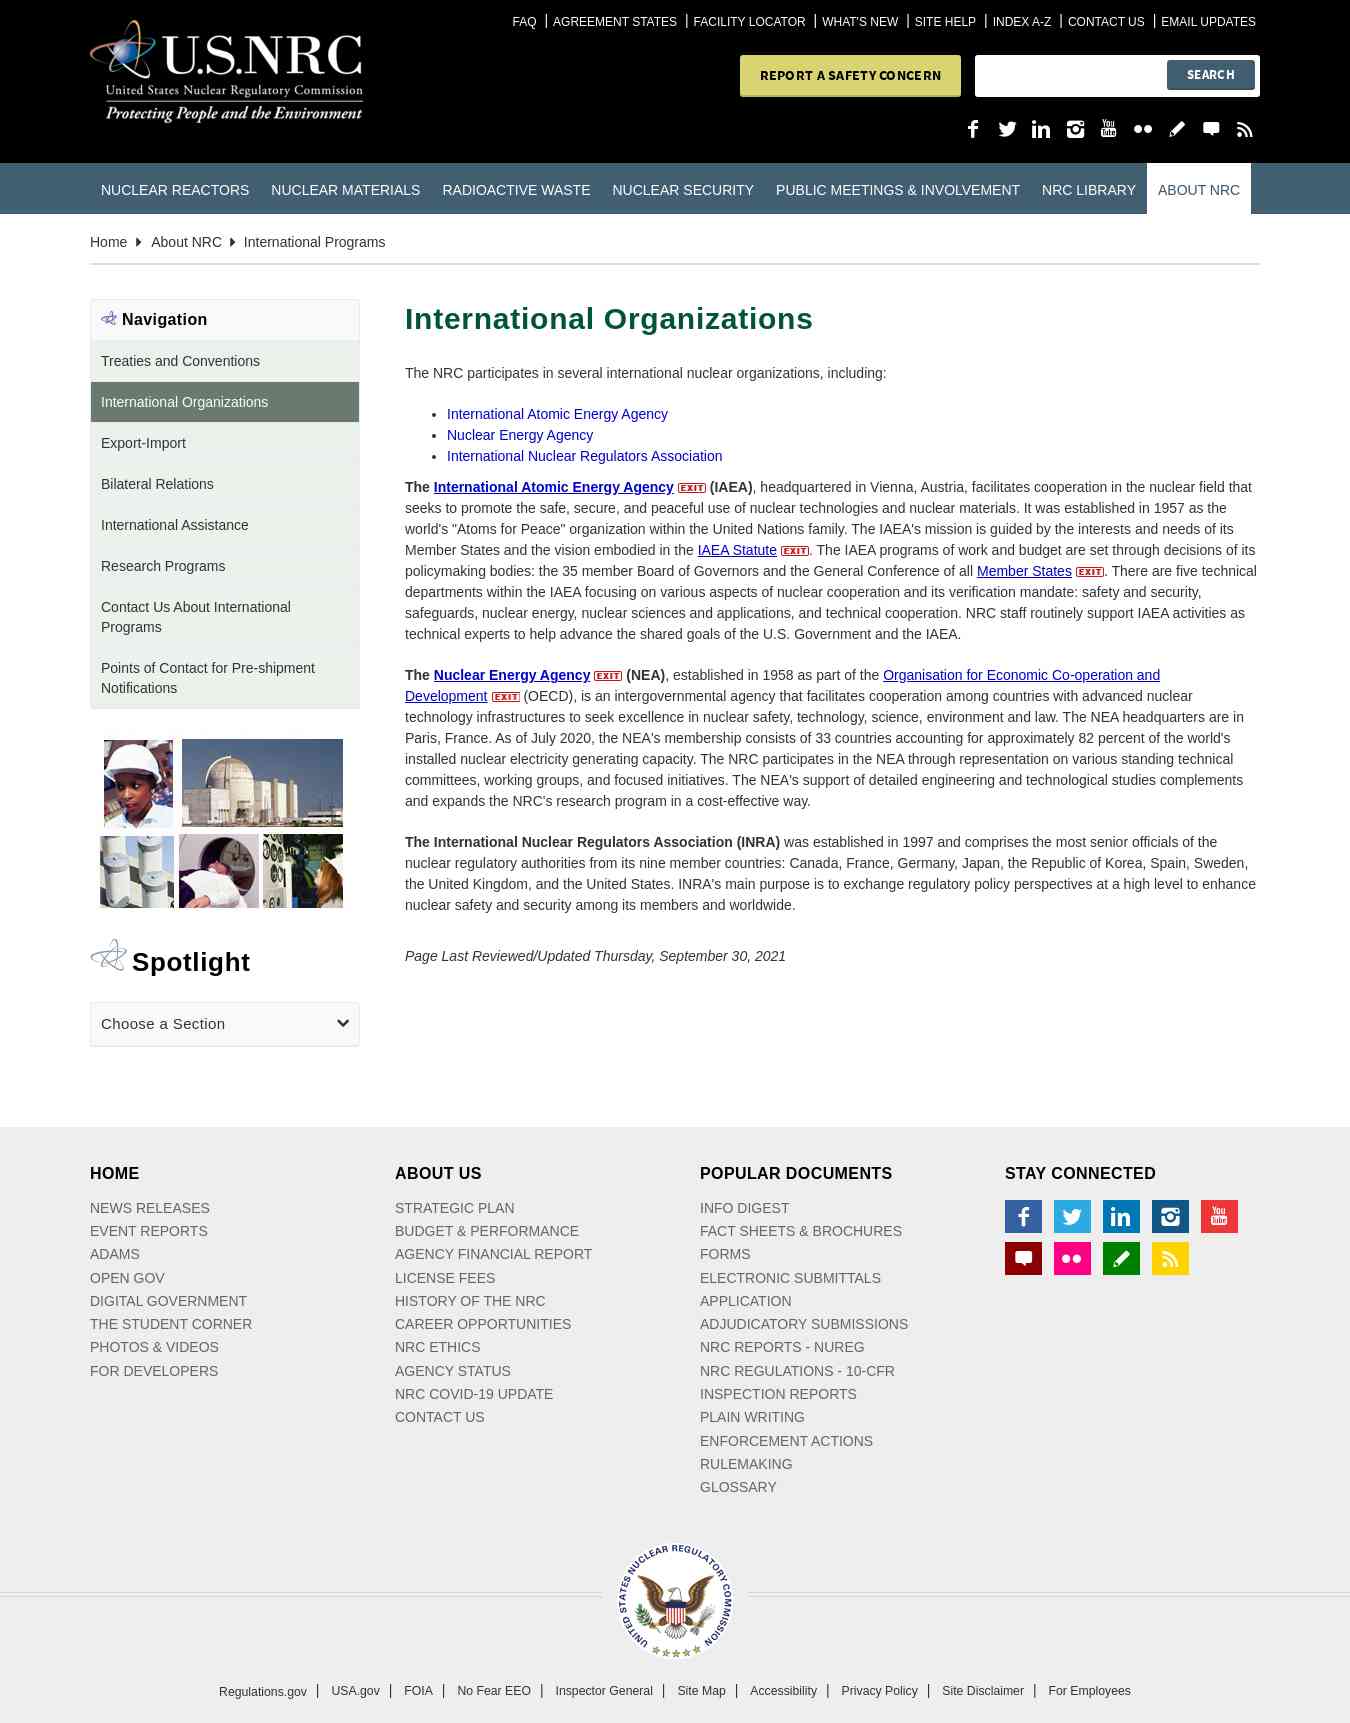 FAQ | AGREEMENT STATES | FACILITY LOCATOR | WHAT'S NEW | SITE HELP | INDEX A-Z | CONTACT US | EMAIL UPDATES
U.S.NRC
United States Nuclear Regulatory Commission
Protecting People and the Environment
REPORT A SAFETY CONCERN
SEARCH
You
Tube
NUCLEAR REACTORS NUCLEAR MATERIALS RADIOACTIVE WASTE NUCLEAR SECURITY PUBLIC MEETINGS & INVOLVEMENT NRC LIBRARY ABOUT NRC
Home About NRC International Programs
Navigation
Treaties and Conventions
International Organizations
Export-Import
Bilateral Relations
International Assistance
Research Programs
Contact Us About International
Programs
Points of Contact for Pre-shipment
Notifications
Spotlight
Choose a Section
International Organizations
The NRC participates in several international nuclear organizations, including:
• International Atomic Energy Agency
• Nuclear Energy Agency
• International Nuclear Regulators Association
The International Atomic Energy Agency EXIT (IAEA), headquartered in Vienna, Austria, facilitates cooperation in the nuclear field that
seeks to promote the safe, secure, and peaceful use of nuclear technologies and nuclear materials. It was established in 1957 as the
world's "Atoms for Peace" organization within the United Nations family. The IAEA's mission is guided by the interests and needs of its
Member States and the vision embodied in the IAEA Statute EXIT. The IAEA programs of work and budget are set through decisions of its
policymaking bodies: the 35 member Board of Governors and the General Conference of all Member States EXIT. There are five technical
departments within the IAEA focusing on various aspects of nuclear cooperation and its verification mandate: safety and security,
safeguards, nuclear energy, nuclear sciences and applications, and technical cooperation. NRC staff routinely support IAEA activities as
technical experts to help advance the shared goals of the U.S. Government and the IAEA.
The Nuclear Energy Agency EXIT (NEA), established in 1958 as part of the Organisation for Economic Co-operation and
Development EXIT (OECD), is an intergovernmental agency that facilitates cooperation among countries with advanced nuclear
technology infrastructures to seek excellence in nuclear safety, technology, science, environment and law. The NEA headquarters are in
Paris, France. As of July 2020, the NEA's membership consists of 33 countries accounting for approximately 82 percent of the world's
installed nuclear electricity generating capacity. The NRC participates in the NEA through representation on various standing technical
committees, working groups, and focused initiatives. The NEA's support of detailed engineering and technological studies complements
and expands the NRC's research program in a cost-effective way.
The International Nuclear Regulators Association (INRA) was established in 1997 and comprises the most senior officials of the
nuclear regulatory authorities from its nine member countries: Canada, France, Germany, Japan, the Republic of Korea, Spain, Sweden,
the United Kingdom, and the United States. INRA's main purpose is to exchange regulatory policy perspectives at a high level to enhance
nuclear safety and security among its members and worldwide.
Page Last Reviewed/Updated Thursday, September 30, 2021
HOME
NEWS RELEASES
EVENT REPORTS
ADAMS
OPEN GOV
DIGITAL GOVERNMENT
THE STUDENT CORNER
PHOTOS & VIDEOS
FOR DEVELOPERS
ABOUT US
STRATEGIC PLAN
BUDGET & PERFORMANCE
AGENCY FINANCIAL REPORT
LICENSE FEES
HISTORY OF THE NRC
CAREER OPPORTUNITIES
NRC ETHICS
AGENCY STATUS
NRC COVID-19 UPDATE
CONTACT US
POPULAR DOCUMENTS
INFO DIGEST
FACT SHEETS & BROCHURES
FORMS
ELECTRONIC SUBMITTALS
APPLICATION
ADJUDICATORY SUBMISSIONS
NRC REPORTS - NUREG
NRC REGULATIONS - 10-CFR
INSPECTION REPORTS
PLAIN WRITING
ENFORCEMENT ACTIONS
RULEMAKING
GLOSSARY
STAY CONNECTED
You
Tube
UNITED STATES NUCLEAR REGULATORY COMMISSION
Regulations.gov | USA.gov | FOIA | No Fear EEO | Inspector General | Site Map | Accessibility | Privacy Policy | Site Disclaimer | For Employees